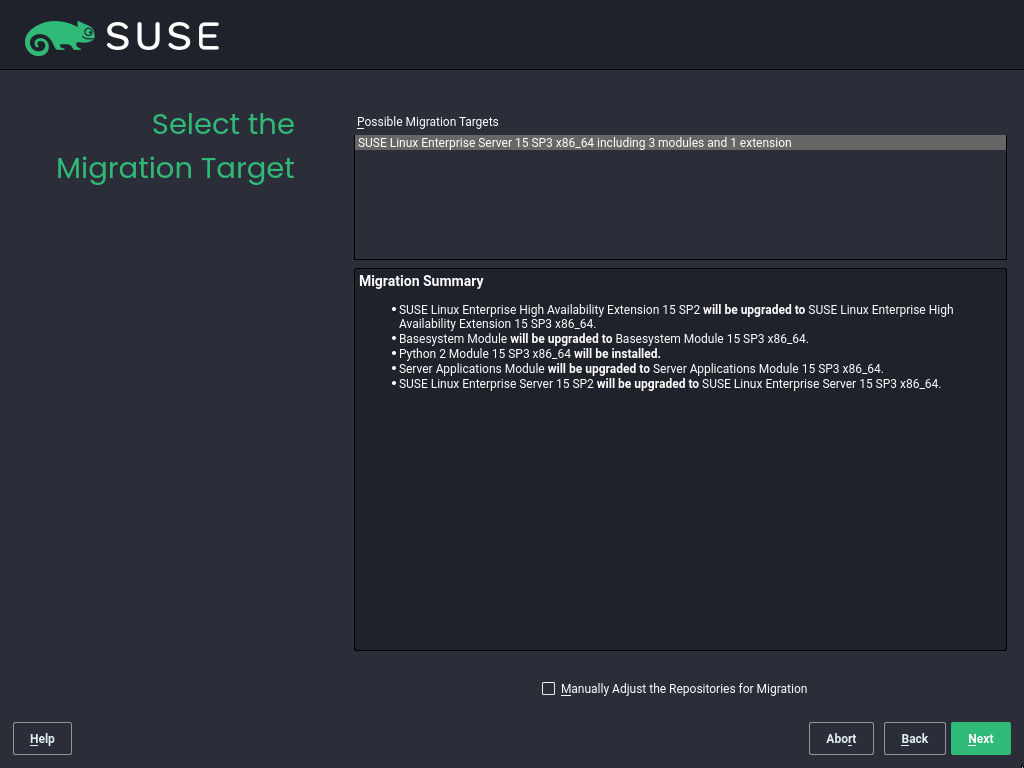 SUSE
Select the
Migration Target
Possible Migration Targets
SUSE Linux Enterprise Server 15 SP3 x86_64 including 3 modules and 1 extension
Migration Summary
• SUSE Linux Enterprise High Availability Extension 15 SP2 will be upgraded to SUSE Linux Enterprise High
Availability Extension 15 SP3 x86_64.
• Basesystem Module will be upgraded to Basesystem Module 15 SP3 x86_64.
• Python 2 Module 15 SP3 x86_64 will be installed.
• Server Applications Module will be upgraded to Server Applications Module 15 SP3 x86_64.
• SUSE Linux Enterprise Server 15 SP2 will be upgraded to SUSE Linux Enterprise Server 15 SP3 x86_64.
Manually Adjust the Repositories for Migration
Help
Abort
Back
Next